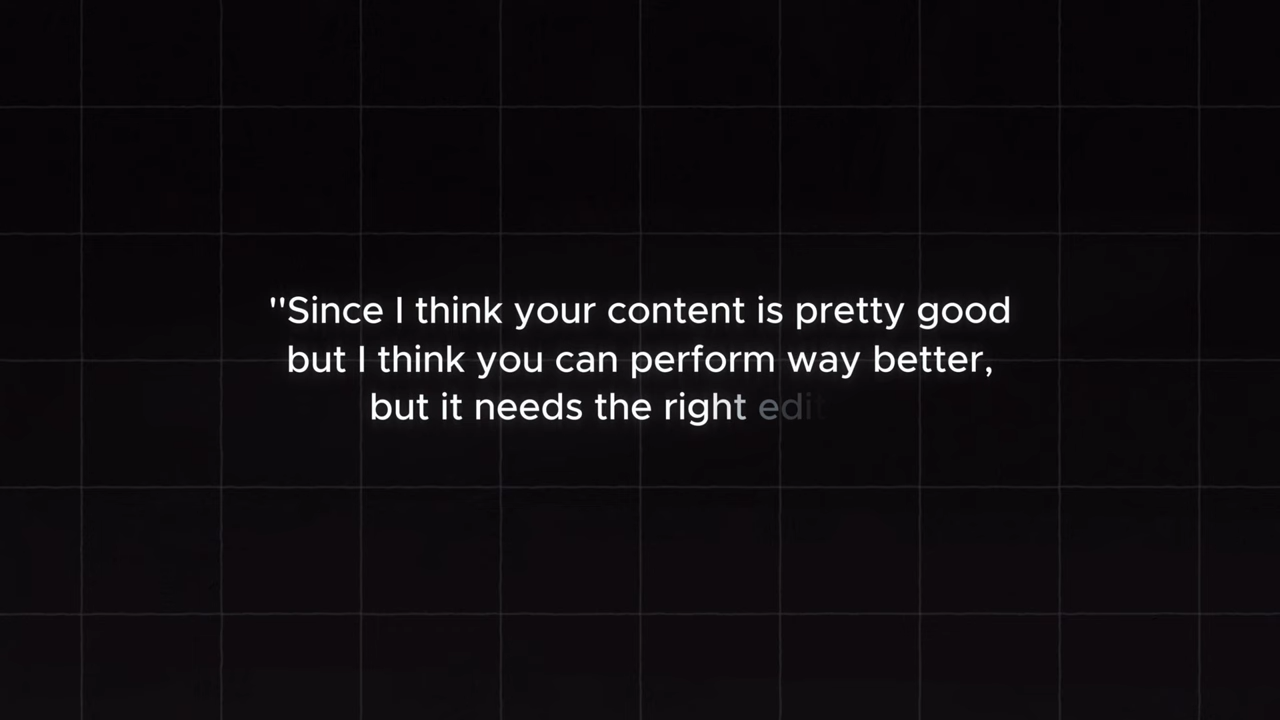 "Since I think your content is pretty good
but I think you can perform way better,
but it needs the right